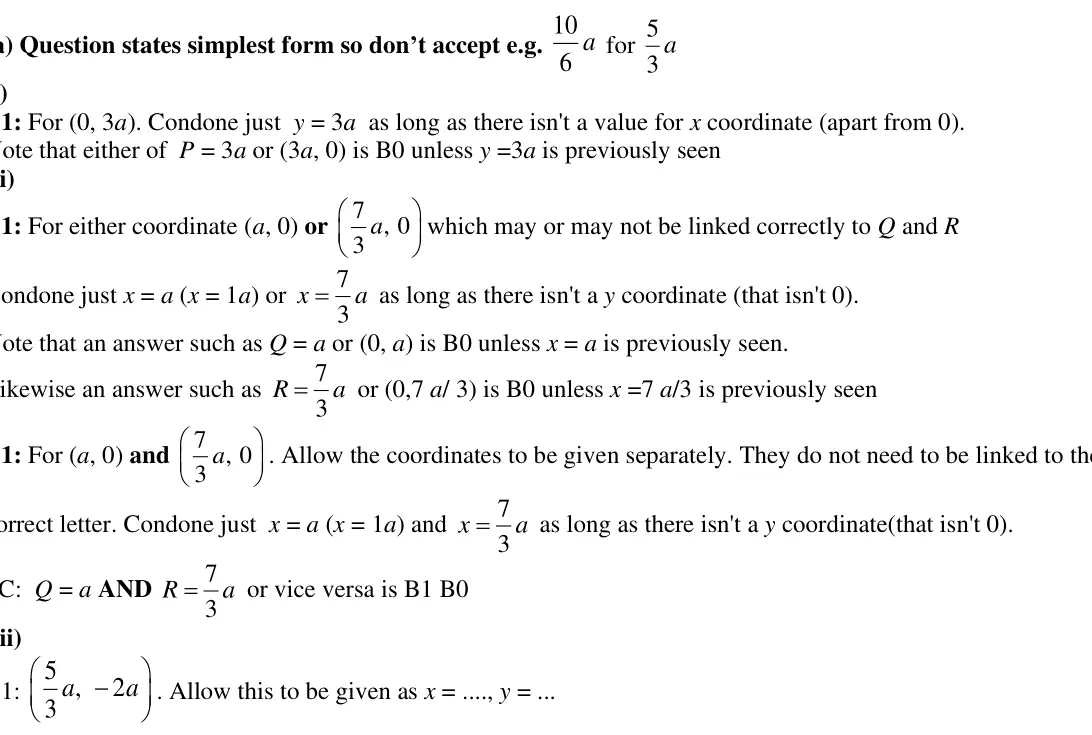 ) Question states simplest form so don't accept e.g. 10/6 a for 5/3 a
)
1: For (0, 3a). Condone just y = 3a as long as there isn't a value for x coordinate (apart from 0).
ote that either of P = 3a or (3a, 0) is B0 unless y =3a is previously seen
i)
1: For either coordinate (a, 0) or (7/3 a, 0) which may or may not be linked correctly to Q and R
ondone just x = a (x = 1a) or x = 7/3 a as long as there isn't a y coordinate (that isn't 0).
ote that an answer such as Q = a or (0, a) is B0 unless x = a is previously seen.
ikewise an answer such as R = 7/3 a or (0,7 a/ 3) is B0 unless x =7 a/3 is previously seen
1: For (a, 0) and (7/3 a, 0). Allow the coordinates to be given separately. They do not need to be linked to the
orrect letter. Condone just x = a (x = 1a) and x = 7/3 a as long as there isn't a y coordinate(that isn't 0).
C: Q = a AND R = 7/3 a or vice versa is B1 B0
ii)
1: (5/3 a, −2a). Allow this to be given as x = ...., y = ...